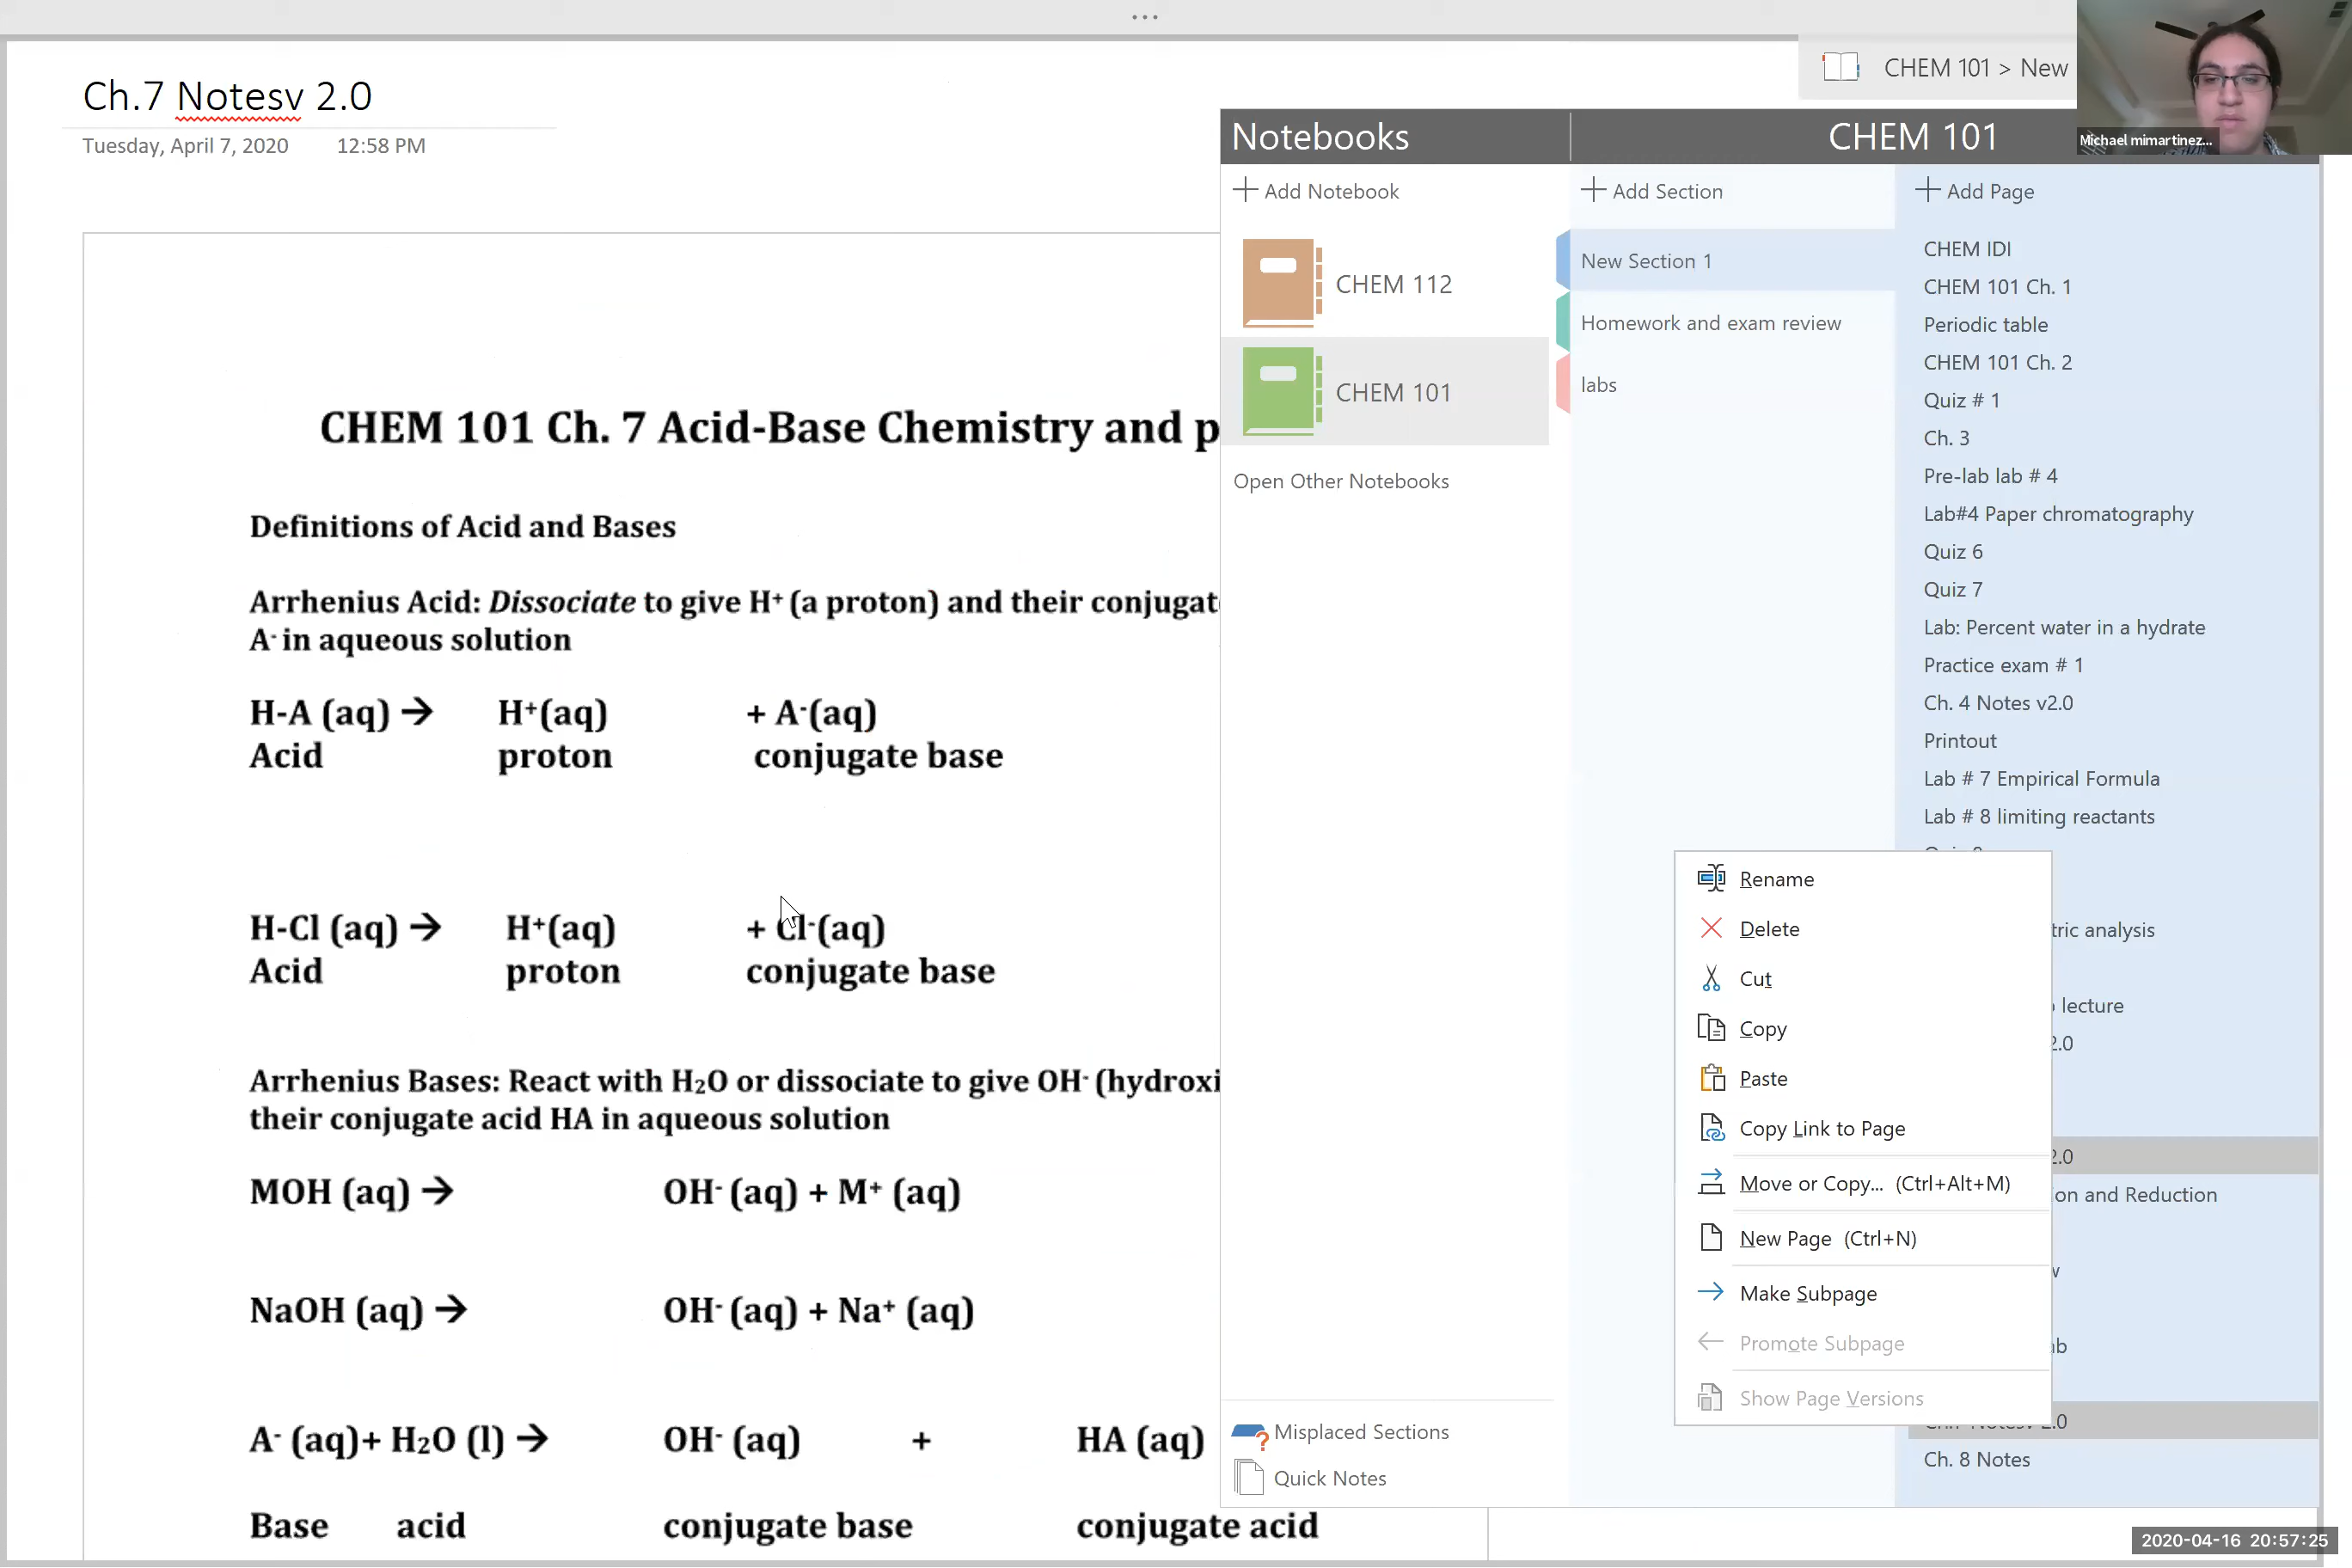 Ch.7 Notesv 2.0
Tuesday, April 7, 2020 12:58 PM
CHEM 101 > New
Michael mimartinez...
Notebooks
CHEM 101
Add Notebook
Add Section
Add Page
CHEM 112
CHEM 101
Open Other Notebooks
New Section 1
Homework and exam review
labs
CHEM IDI
CHEM 101 Ch. 1
Periodic table
CHEM 101 Ch. 2
Quiz # 1
Ch. 3
Pre-lab lab # 4
Lab#4 Paper chromatography
Quiz 6
Quiz 7
Lab: Percent water in a hydrate
Practice exam # 1
Ch. 4 Notes v2.0
Printout
Lab # 7 Empirical Formula
Lab # 8 limiting reactants
tric analysis
lecture
2.0
2.0
on and Reduction
ab
2.0
Ch. 8 Notes
Rename
Delete
Cut
Copy
Paste
Copy Link to Page
Move or Copy... (Ctrl+Alt+M)
New Page (Ctrl+N)
Make Subpage
Promote Subpage
Show Page Versions
Misplaced Sections
Quick Notes
CHEM 101 Ch. 7 Acid-Base Chemistry and p
Definitions of Acid and Bases
Arrhenius Acid: Dissociate to give H⁺ (a proton) and their conjugat
A⁻ in aqueous solution
H-A (aq) → H⁺(aq) + A⁻(aq)
Acid proton conjugate base
H-Cl (aq) → H⁺(aq) + Cl⁻(aq)
Acid proton conjugate base
Arrhenius Bases: React with H₂O or dissociate to give OH⁻ (hydroxi
their conjugate acid HA in aqueous solution
MOH (aq) → OH⁻ (aq) + M⁺ (aq)
NaOH (aq) → OH⁻ (aq) + Na⁺ (aq)
A⁻ (aq)+ H₂O (l) → OH⁻ (aq) + HA (aq)
Base acid conjugate base conjugate acid
2020-04-16 20:57:25